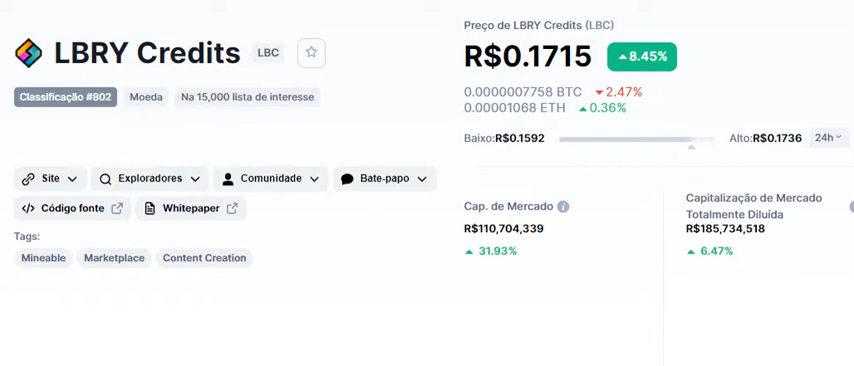 LBRY Credits LBC
Classificação #802 Moeda Na 15,000 lista de interesse
Site Exploradores Comunidade Bate-papo
Código fonte Whitepaper
Tags:
Mineable Marketplace Content Creation
Preço de LBRY Credits (LBC)
R$0.1715 8.45%
0.0000007758 BTC 2.47%
0.00001068 ETH 0.36%
Baixo:R$0.1592 Alto:R$0.1736 24h
Cap. de Mercado
R$110,704,339
31.93%
Capitalização de Mercado
Totalmente Diluída
R$185,734,518
6.47%